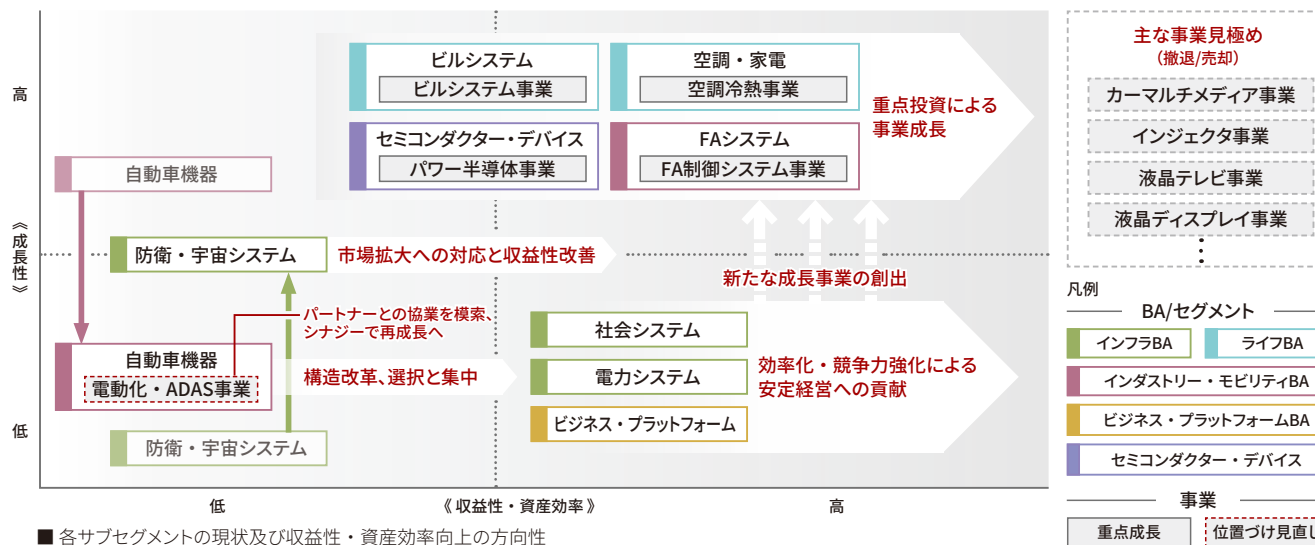 高
《成長性》
低
ビルシステム
ビルシステム事業
空調・家電
空調冷熱事業
セミコンダクター・デバイス
パワー半導体事業
FAシステム
FA制御システム事業
重点投資による
事業成長
自動車機器
防衛・宇宙システム
市場拡大への対応と収益性改善
新たな成長事業の創出
パートナーとの協業を模索、
シナジーで再成長へ
自動車機器
電動化・ADAS事業
構造改革、選択と集中
防衛・宇宙システム
社会システム
電力システム
ビジネス・プラットフォーム
効率化・競争力強化による
安定経営への貢献
低
《収益性・資産効率》
高
■ 各サブセグメントの現状及び収益性・資産効率向上の方向性
主な事業見極め
(撤退/売却)
カーマルチメディア事業
インジェクタ事業
液晶テレビ事業
液晶ディスプレイ事業
凡例
BA/セグメント
インフラBA
ライフBA
インダストリー・モビリティBA
ビジネス・プラットフォームBA
セミコンダクター・デバイス
事業
重点成長
位置づけ見直し